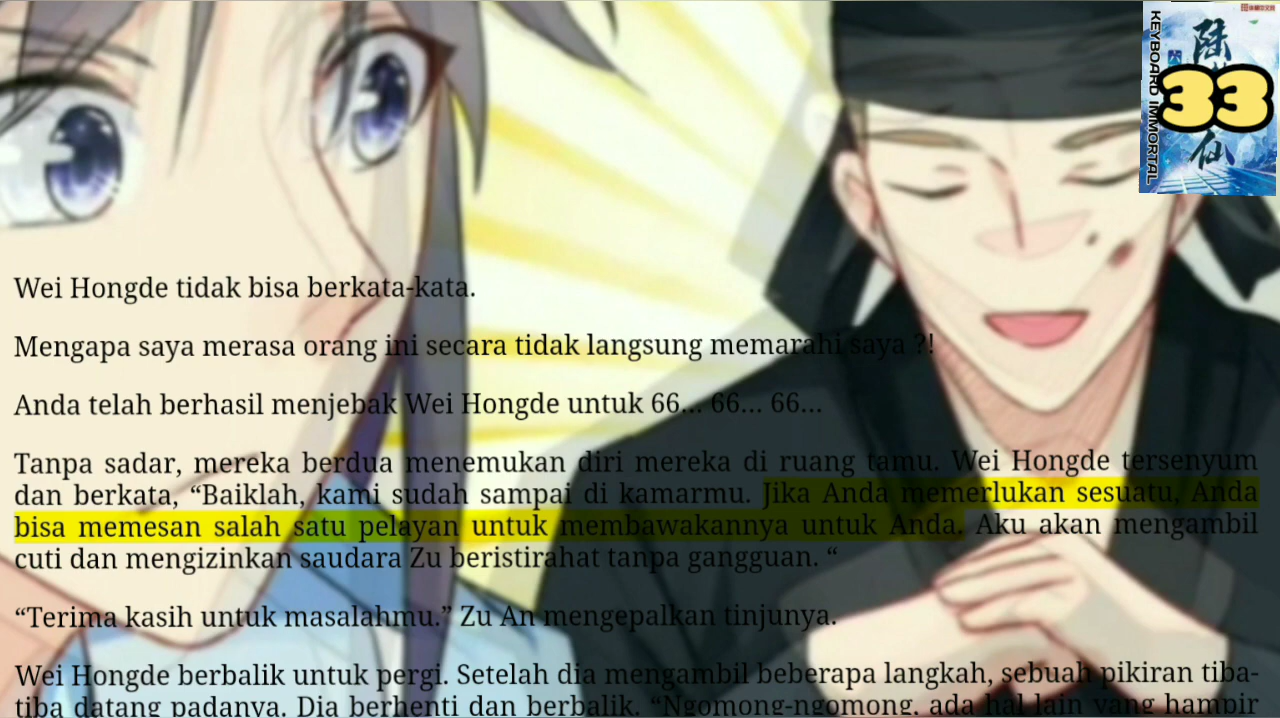 KEYBOARD IMMORTAL
陆
仙
33
Wei Hongde tidak bisa berkata-kata.
Mengapa saya merasa orang ini secara tidak langsung memarahi saya ?!
Anda telah berhasil menjebak Wei Hongde untuk 66… 66… 66…
Tanpa sadar, mereka berdua menemukan diri mereka di ruang tamu. Wei Hongde tersenyum
dan berkata, “Baiklah, kami sudah sampai di kamarmu. Jika Anda memerlukan sesuatu, Anda
bisa memesan salah satu pelayan untuk membawakannya untuk Anda. Aku akan mengambil
cuti dan mengizinkan saudara Zu beristirahat tanpa gangguan. “
“Terima kasih untuk masalahmu.” Zu An mengepalkan tinjunya.
Wei Hongde berbalik untuk pergi. Setelah dia mengambil beberapa langkah, sebuah pikiran tiba-
tiba datang padanya. Dia berhenti dan berbalik. “Ngomong-ngomong, ada hal lain yang hampir